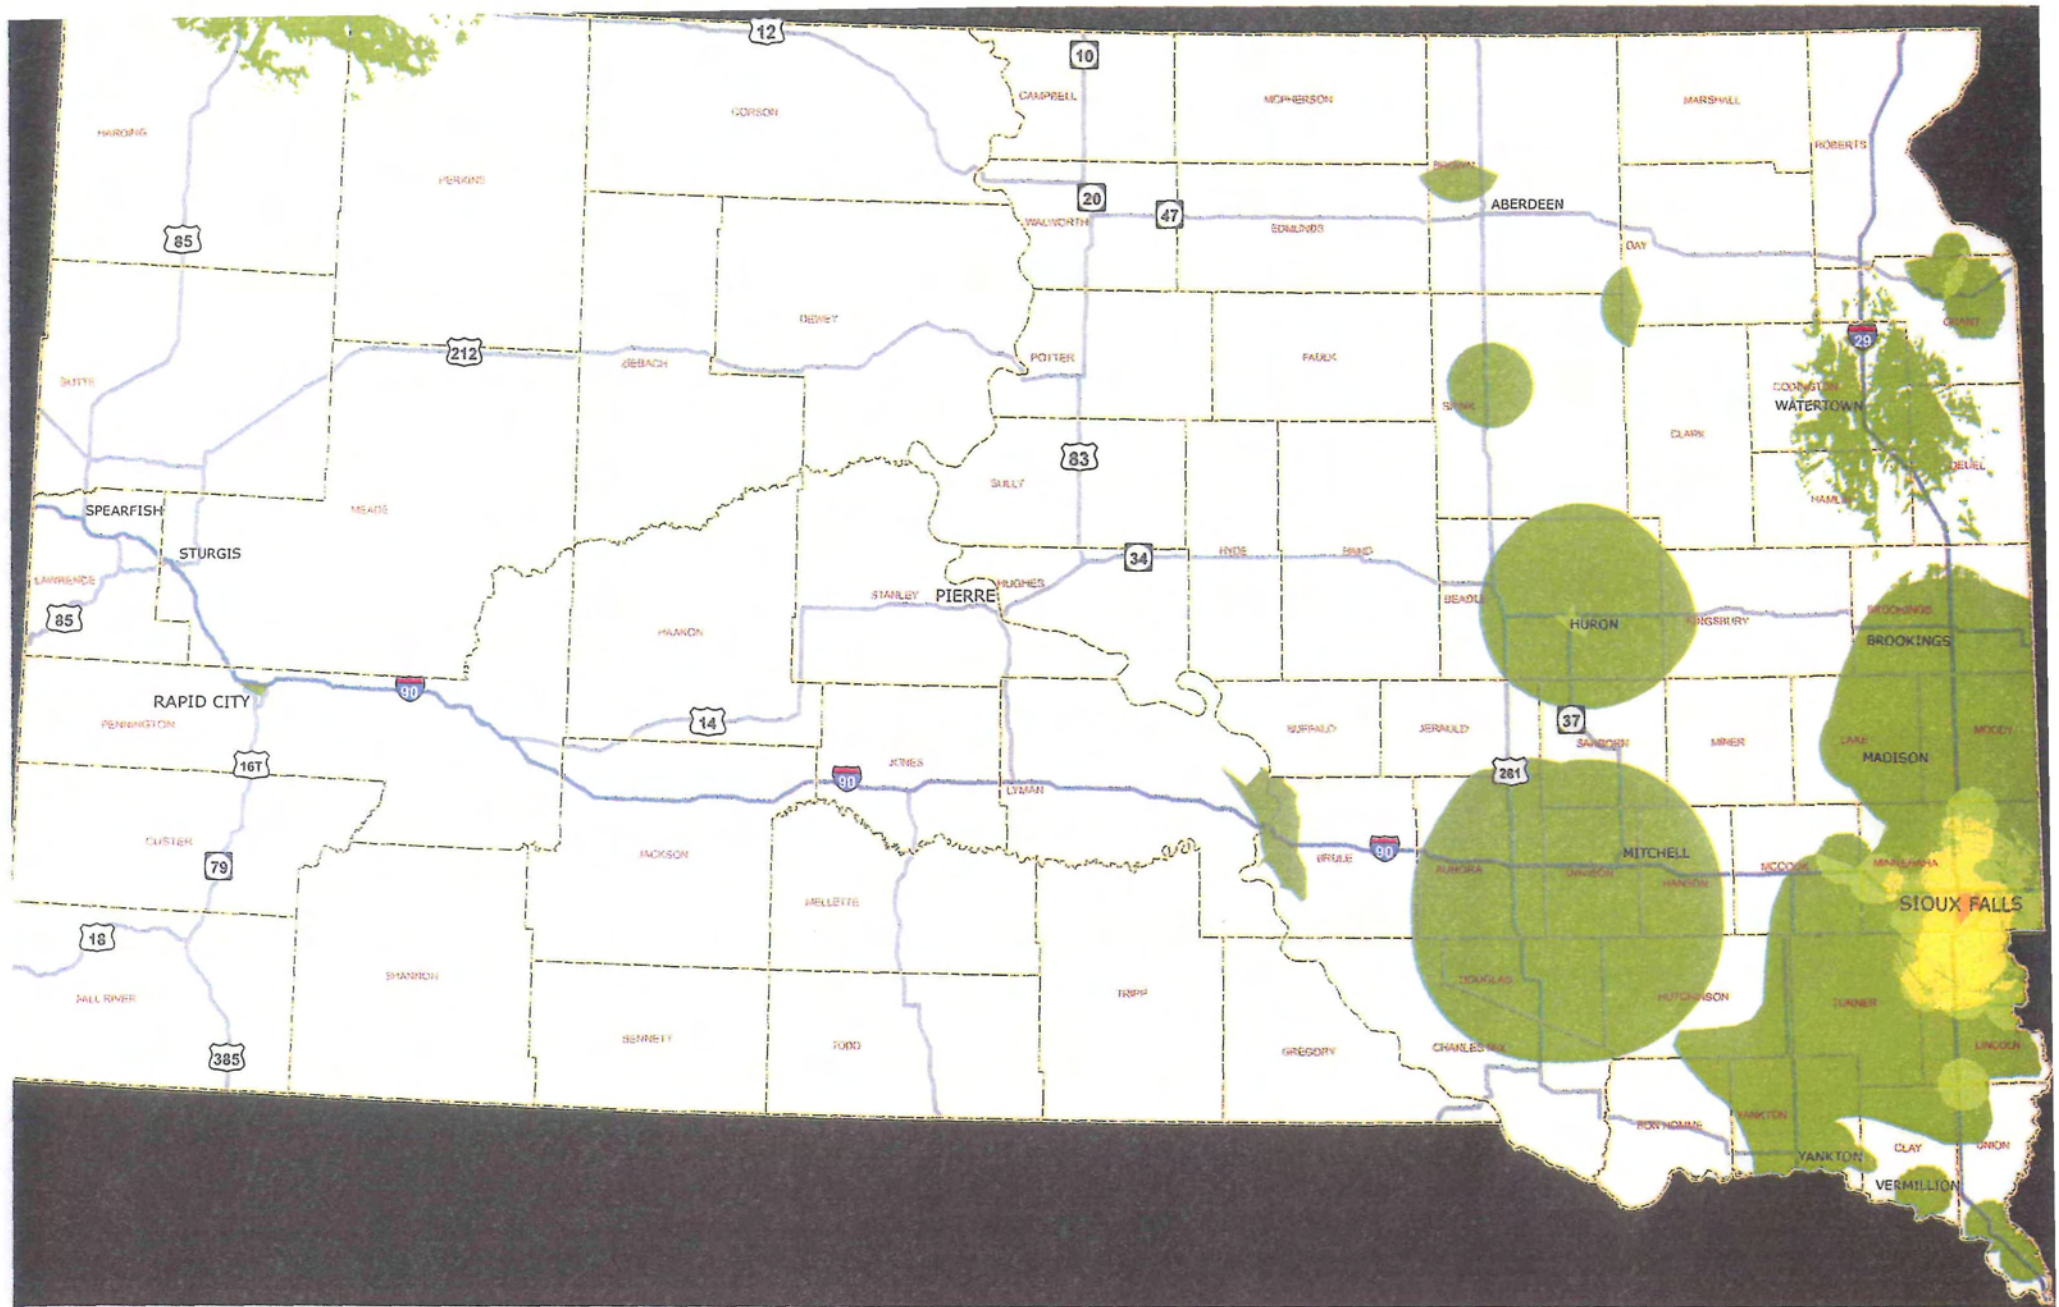 12
10
CAMPBELL
MCPHERSON
MARSHALL
CORSON
HARDING
ROBERTS
BROWN
PERKINS
20
47
ABERDEEN
WALWORTH
EDMUNDS
85
DAY
DEWEY
GRANT
29
212
ZIEBACH
POTTER
FAULK
BUTTE
CODINGTON
SPINK
WATERTOWN
CLARK
83
DEUEL
SULLY
HAMLIN
SPEARFISH
MEADE
STURGIS
34
HYDE
HAND
LAWRENCE
HUGHES
STANLEY
PIERRE
BEADLE
BROOKINGS
85
HAAKON
HURON
KINGSBURY
BROOKINGS
90
RAPID CITY
14
37
PENNINGTON
BUFFALO
JERAULD
SANBORN
MINER
LAKE
MOODY
16T
JONES
281
MADISON
90
LYMAN
CUSTER
JACKSON
90
BRULE
MITCHELL
79
AURORA
DAVISON
HANSON
MCCOOK
MINNEHAHA
MELLETTE
SIOUX FALLS
18
SHANNON
DOUGLAS
TRIPP
HUTCHINSON
TURNER
FALL RIVER
BENNETT
TODD
GREGORY
CHARLES MIX
LINCOLN
385
YANKTON
BON HOMME
YANKTON
CLAY
UNION
VERMILLION